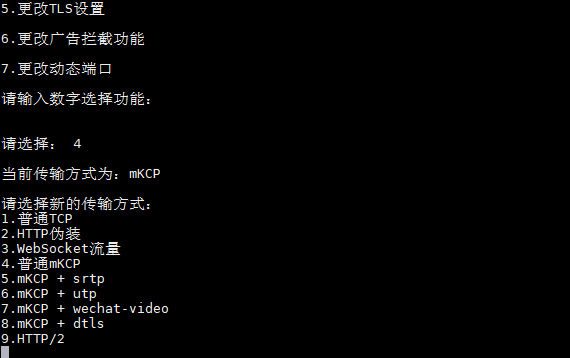 5.更改TLS设置
6.更改广告拦截功能
7.更改动态端口
请输入数字选择功能：
请选择： 4
当前传输方式为：mKCP
请选择新的传输方式：
1.普通TCP
2.HTTP伪装
3.WebSocket流量
4.普通mKCP
5.mKCP + srtp
6.mKCP + utp
7.mKCP + wechat-video
8.mKCP + dtls
9.HTTP/2